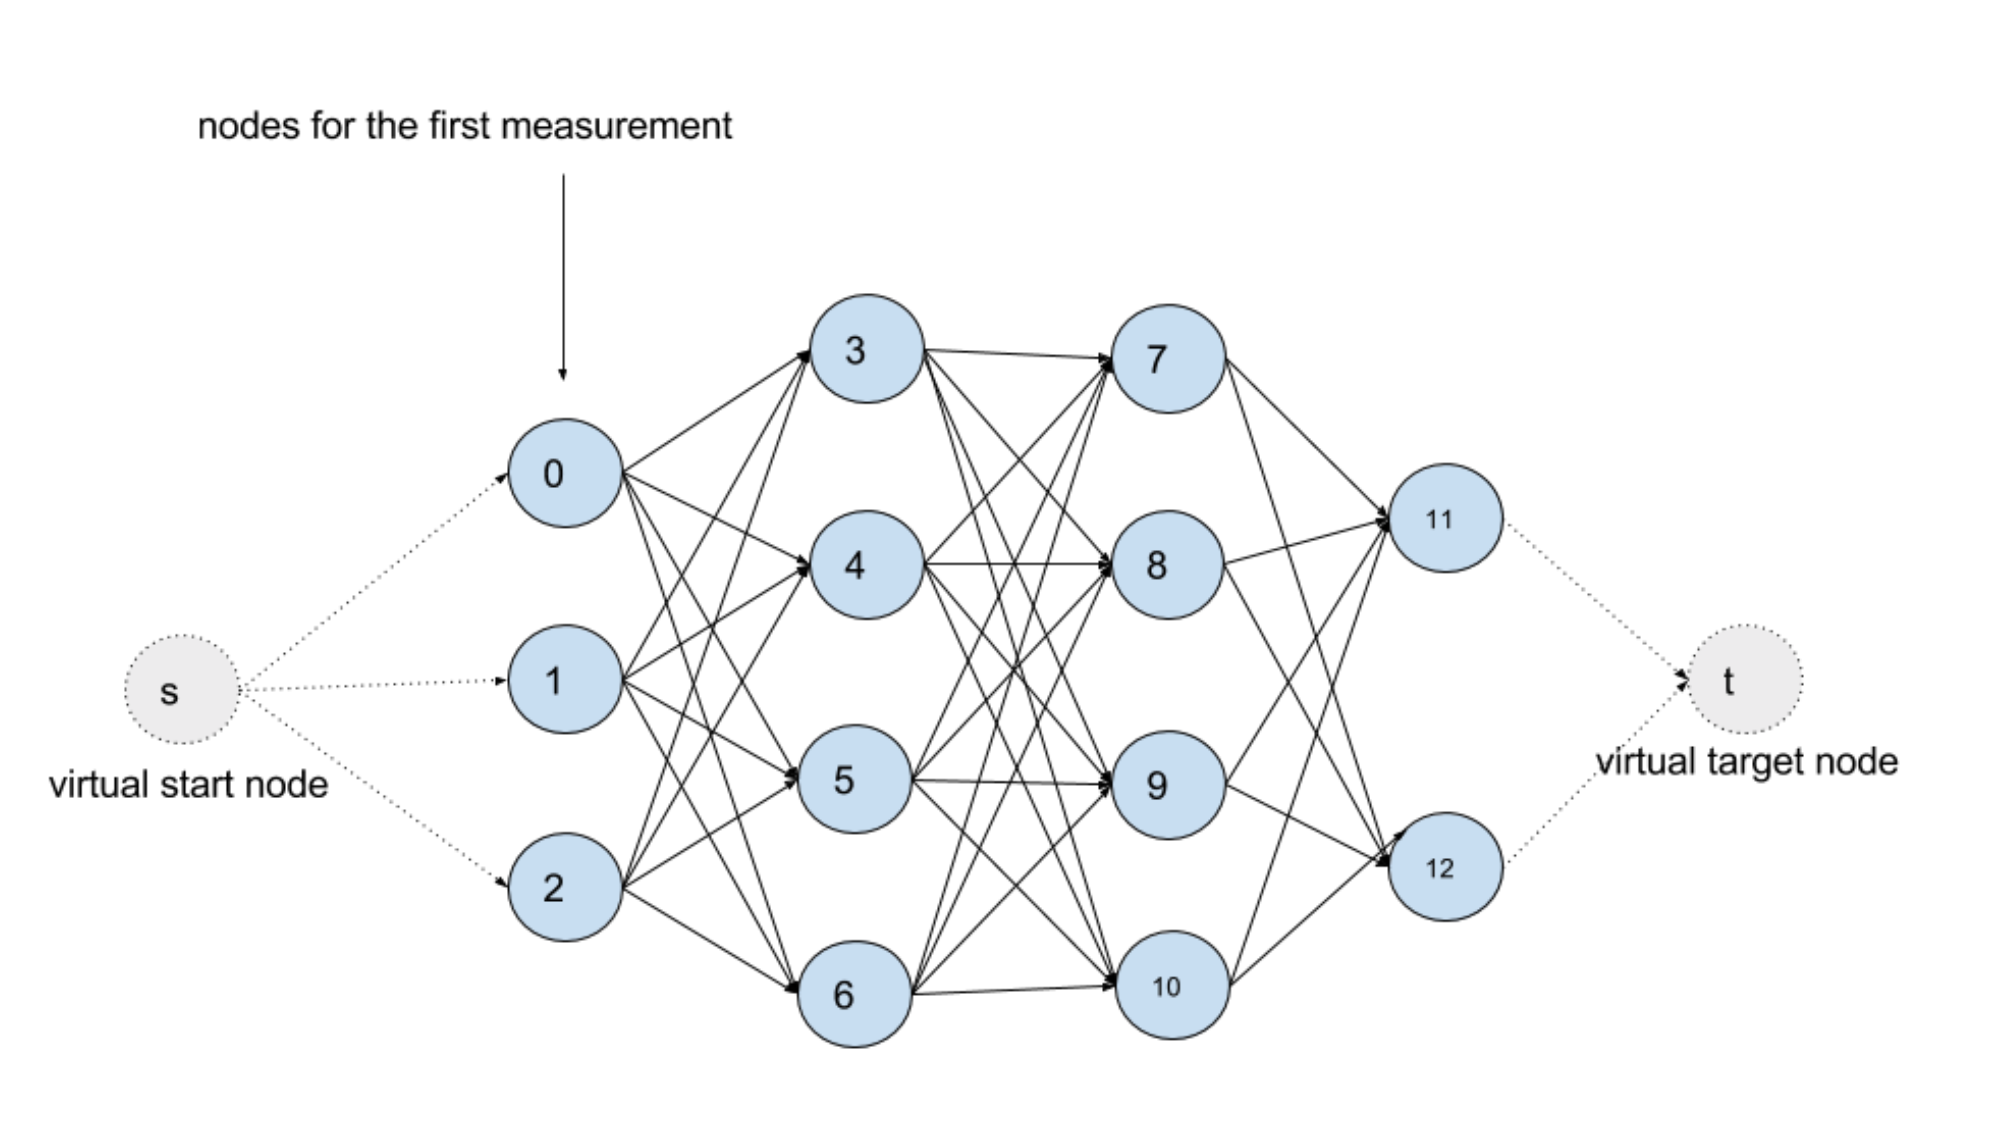 nodes for the first measurement
3
7
0
11
4
8
1
s
t
virtual start node
virtual target node
5
9
2
12
6
10